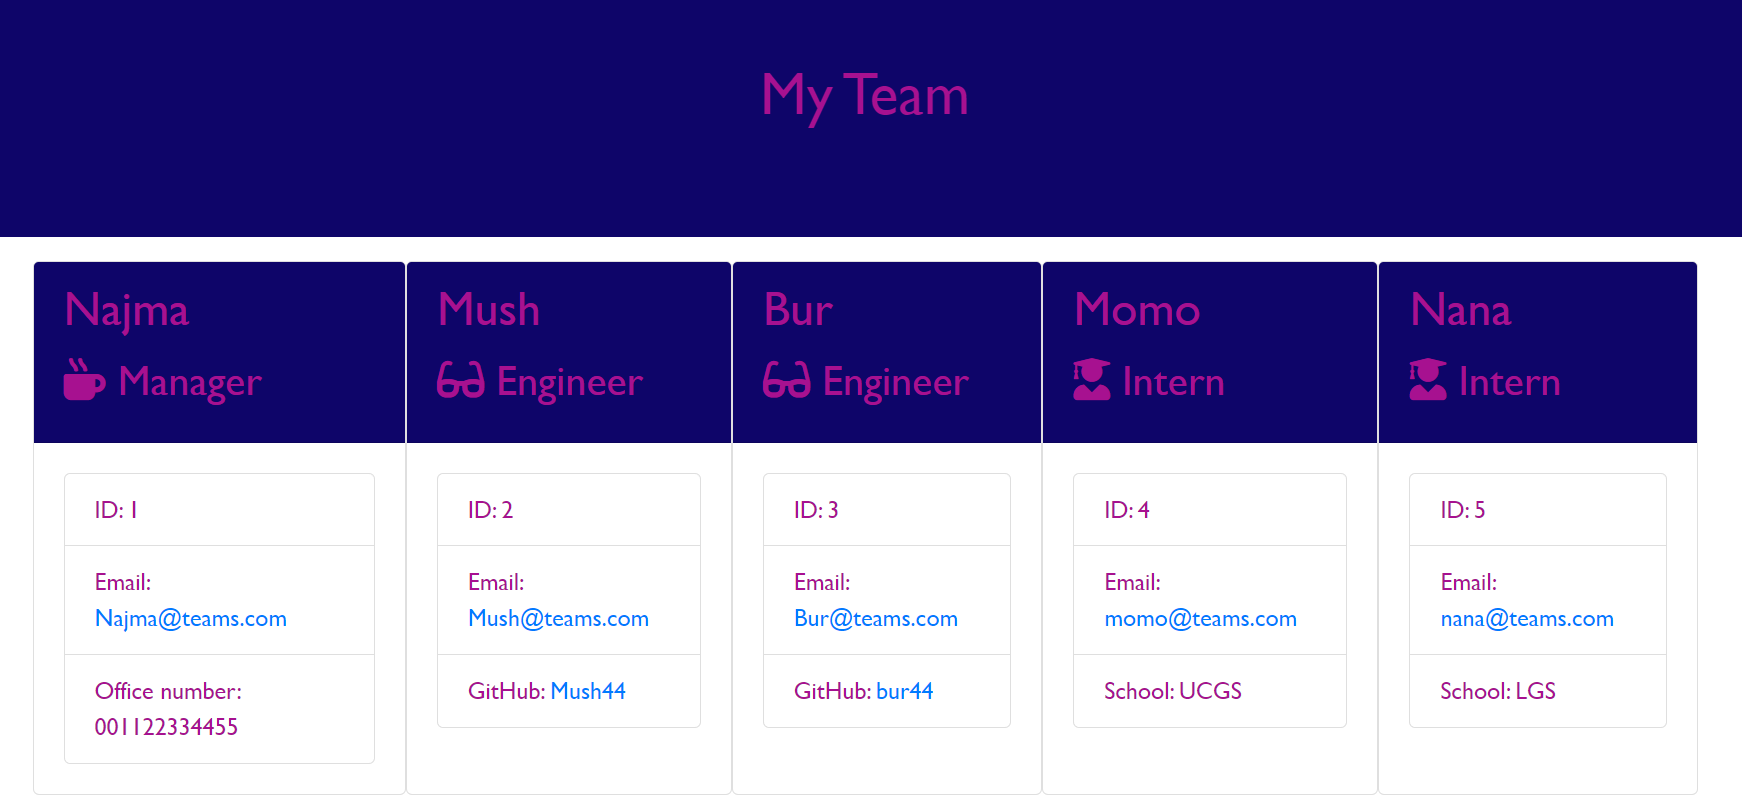 My Team
Najma
Manager
ID: 1
Email:
Najma@teams.com
Office number:
001122334455
Mush
Engineer
ID: 2
Email:
Mush@teams.com
GitHub: Mush44
Bur
Engineer
ID: 3
Email:
Bur@teams.com
GitHub: bur44
Momo
Intern
ID: 4
Email:
momo@teams.com
School: UCGS
Nana
Intern
ID: 5
Email:
nana@teams.com
School: LGS